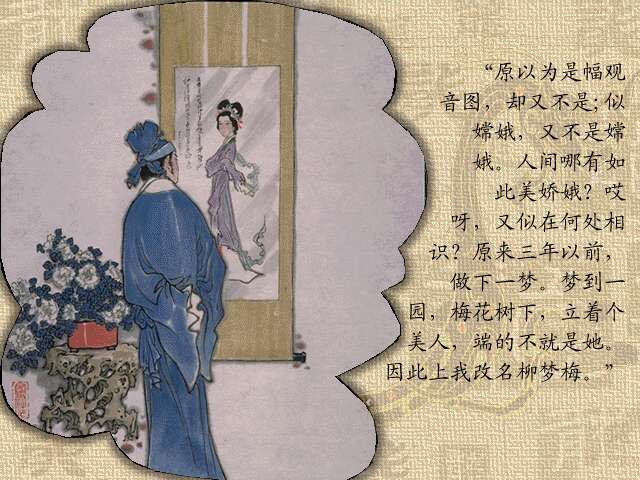 “原以为是幅观
音图，却又不是;似
嫦娥，又不是嫦
娥。人间哪有如
此美娇娥？哎
呀，又似在何处相
识？原来三年以前，
做下一梦。梦到一
园，梅花树下，立着个
美人，端的不就是她。
因此上我改名柳梦梅。”